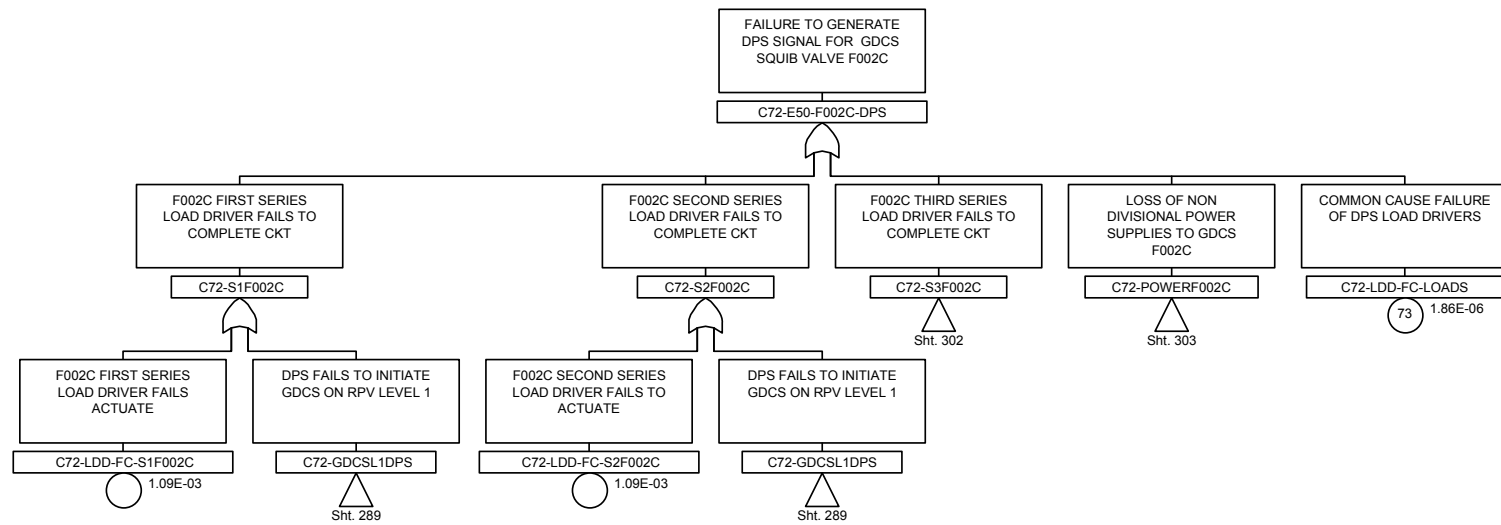 FAILURE TO GENERATE
DPS SIGNAL FOR GDCS
SQUIB VALVE F002C
C72-E50-F002C-DPS
F002C FIRST SERIES
LOAD DRIVER FAILS TO
COMPLETE CKT
C72-S1F002C
F002C SECOND SERIES
LOAD DRIVER FAILS TO
COMPLETE CKT
C72-S2F002C
F002C THIRD SERIES
LOAD DRIVER FAILS TO
COMPLETE CKT
C72-S3F002C
Sht. 302
LOSS OF NON
DIVISIONAL POWER
SUPPLIES TO GDCS
F002C
C72-POWERF002C
Sht. 303
COMMON CAUSE FAILURE
OF DPS LOAD DRIVERS
C72-LDD-FC-LOADS
73 1.86E-06
F002C FIRST SERIES
LOAD DRIVER FAILS
ACTUATE
C72-LDD-FC-S1F002C
1.09E-03
DPS FAILS TO INITIATE
GDCS ON RPV LEVEL 1
C72-GDCSL1DPS
Sht. 289
F002C SECOND SERIES
LOAD DRIVER FAILS TO
ACTUATE
C72-LDD-FC-S2F002C
1.09E-03
DPS FAILS TO INITIATE
GDCS ON RPV LEVEL 1
C72-GDCSL1DPS
Sht. 289